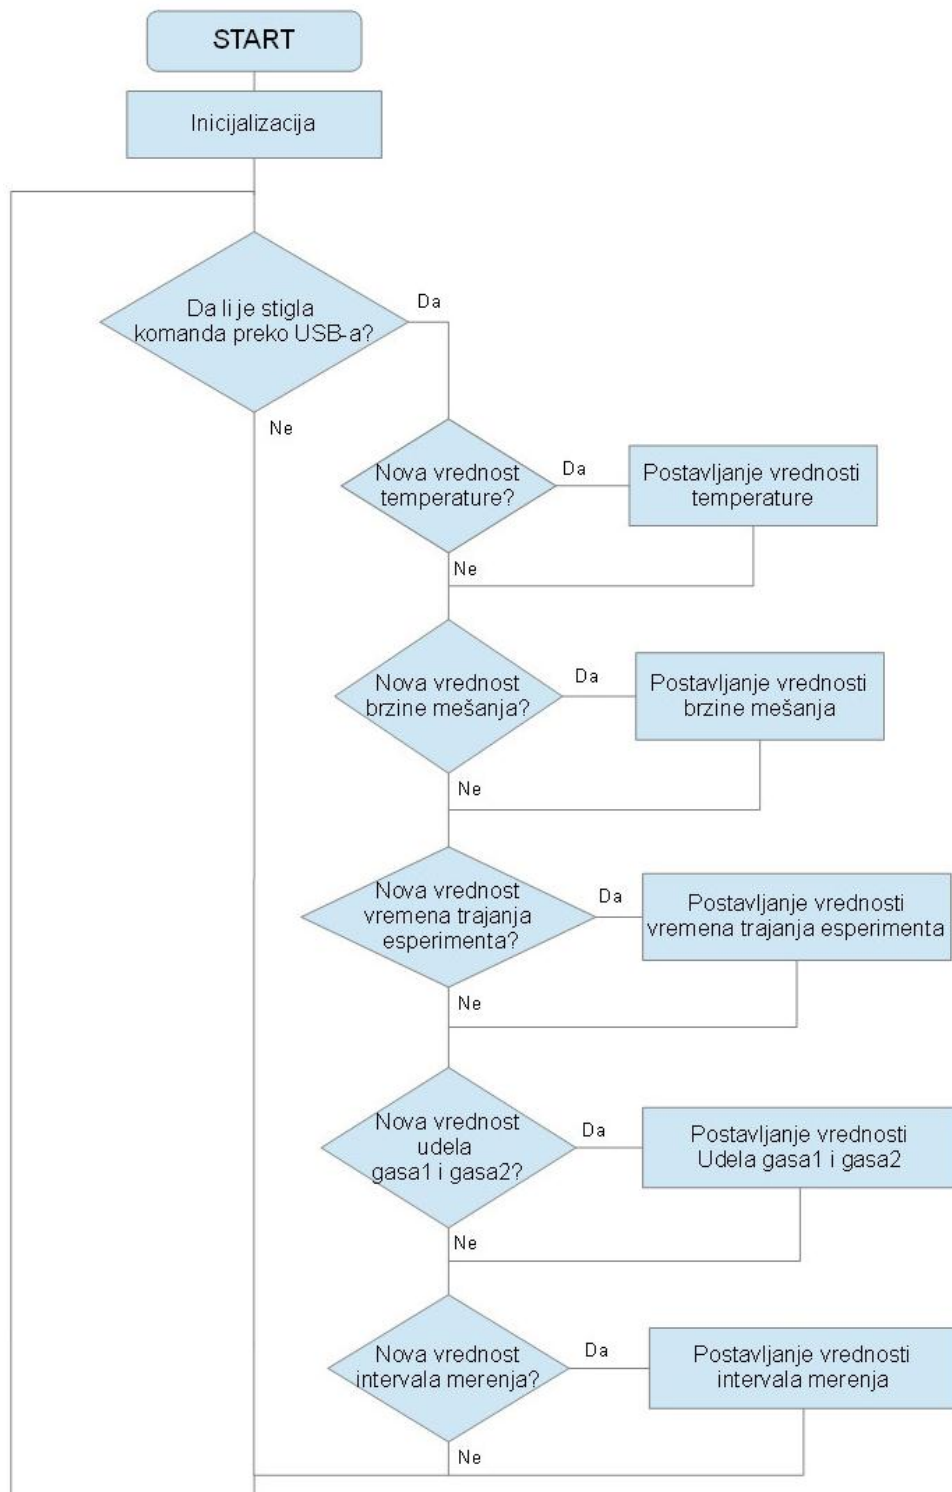 START
Inicijalizacija
Da li je stigla
komanda preko USB-a?
Da
Ne
Nova vrednost
temperature?
Da
Postavljanje vrednosti
temperature
Ne
Nova vrednost
brzine mešanja?
Da
Postavljanje vrednosti
brzine mešanja
Ne
Nova vrednost
vremena trajanja
esperimenta?
Da
Postavljanje vrednosti
vremena trajanja esperimenta
Ne
Nova vrednost
udela
gasa1 i gasa2?
Da
Postavljanje vrednosti
Udela gasa1 i gasa2
Ne
Nova vrednost
intervala merenja?
Da
Postavljanje vrednosti
intervala merenja
Ne